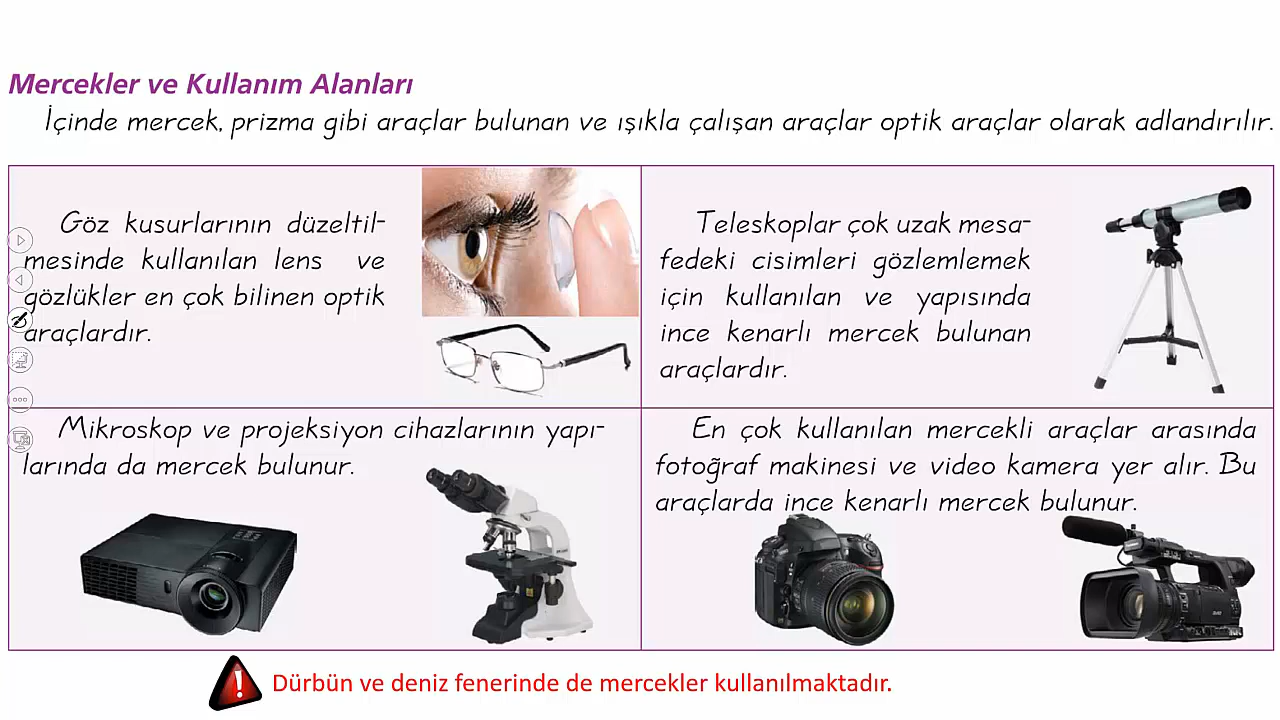 Mercekler ve Kullanım Alanları
İçinde mercek, prizma gibi araçlar bulunan ve ışıkla çalışan araçlar optik araçlar olarak adlandırılır.
Göz kusurlarının düzeltil-
mesinde kullanılan lens ve
gözlükler en çok bilinen optik
araçlardır.
Teleskoplar çok uzak mesa-
fedeki cisimleri gözlemlemek
için kullanılan ve yapısında
ince kenarlı mercek bulunan
araçlardır.
Mikroskop ve projeksiyon cihazlarının yapı-
larında da mercek bulunur.
En çok kullanılan mercekli araçlar arasında
fotoğraf makinesi ve video kamera yer alır. Bu
araçlarda ince kenarlı mercek bulunur.
Dürbün ve deniz fenerinde de mercekler kullanılmaktadır.